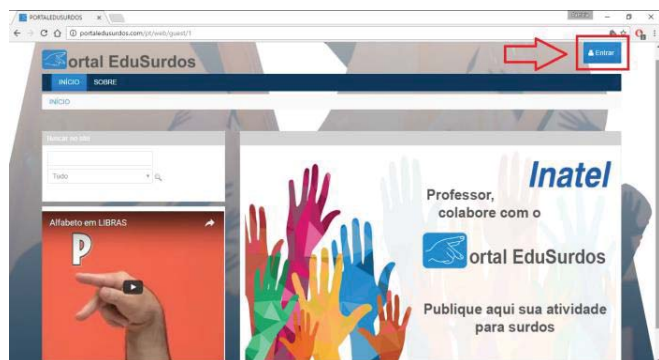 PORTALEDUSURDOS
portaledusurdos.com/pt/web/guest/1
Entrar
ortal EduSurdos
INÍCIO SOBRE
INÍCIO
Buscar no site
Tudo
Alfabeto em LIBRAS
P
Inatel
Professor,
colabore com o
ortal EduSurdos
Publique aqui sua atividade
para surdos